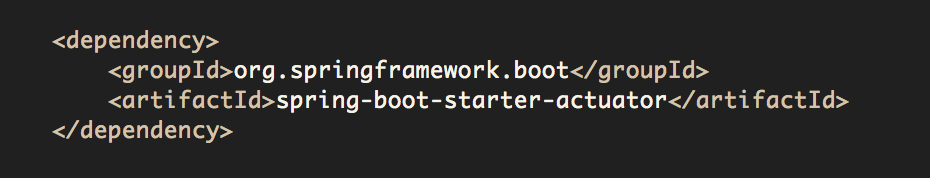 <dependency>
    <groupId>org.springframework.boot</groupId>
    <artifactId>spring-boot-starter-actuator</artifactId>
</dependency>